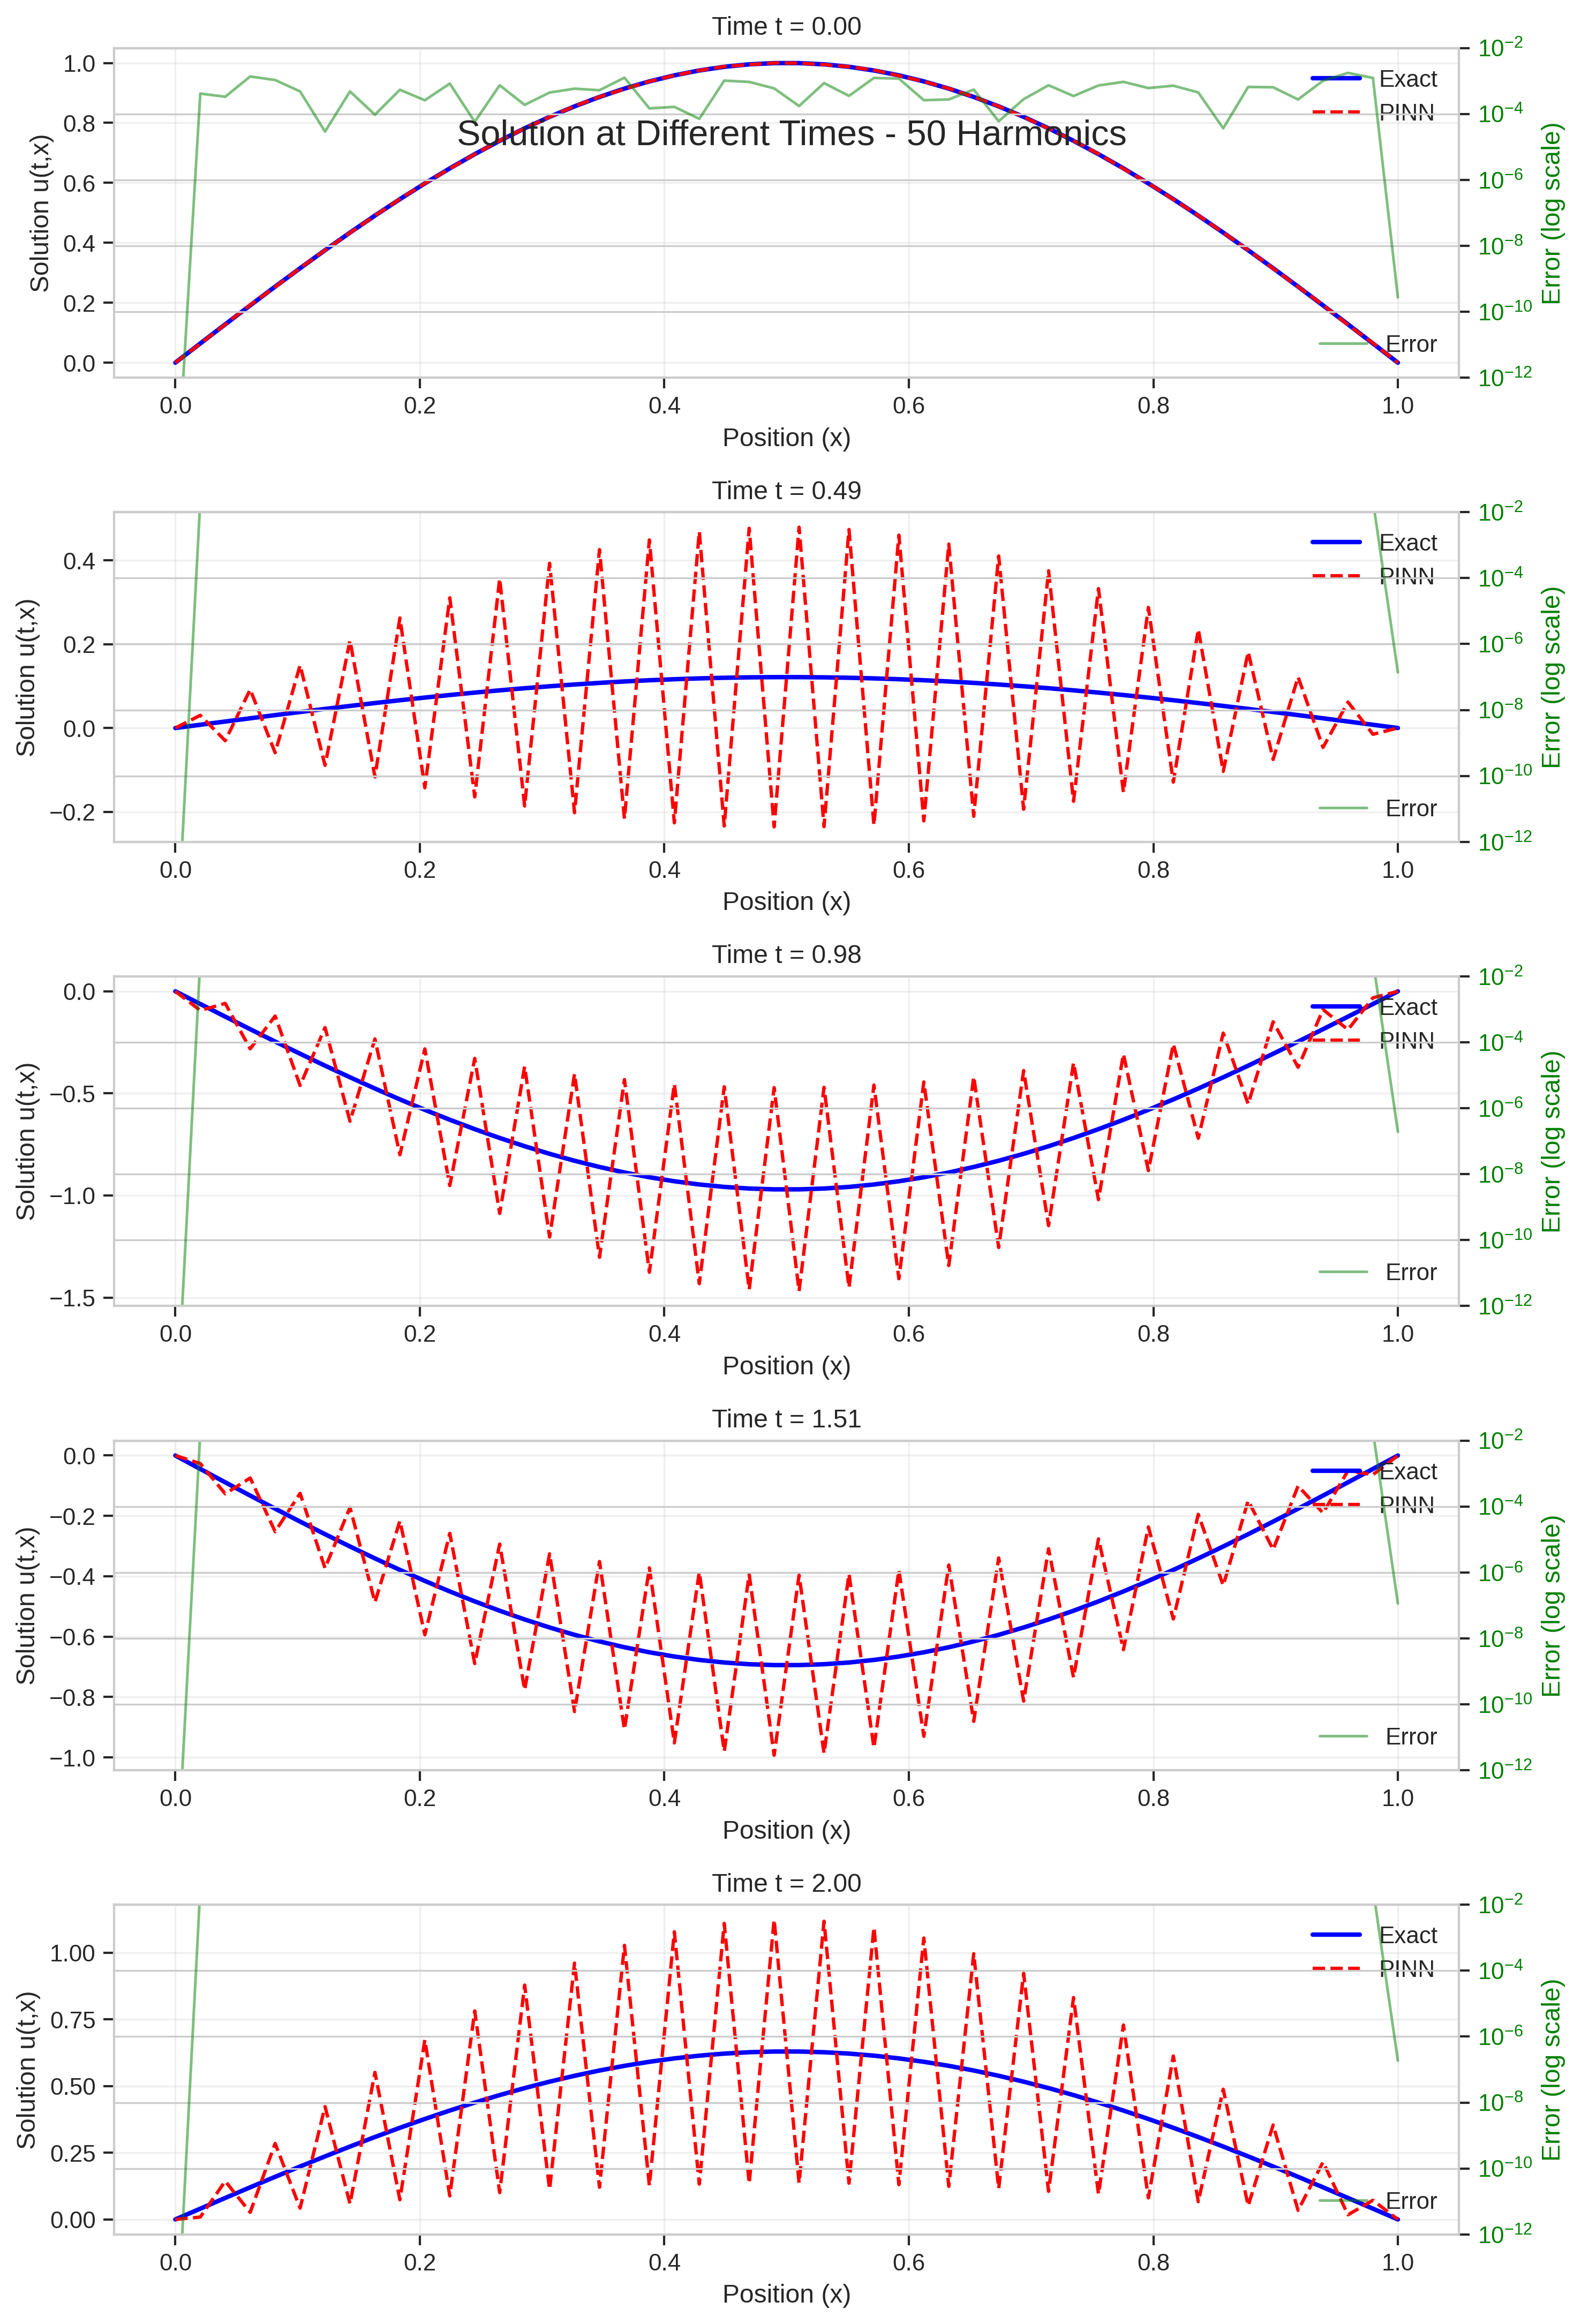 Time t = 0.00
Solution at Different Times - 50 Harmonics
Solution u(t,x)
1.0
0.8
0.6
0.4
0.2
0.0
Exact
PINN
Error
10−2
10−4
10−6
10−8
10−10
10−12
Error (log scale)
0.0 0.2 0.4 0.6 0.8 1.0
Position (x)
Time t = 0.49
Solution u(t,x)
0.4
0.2
0.0
−0.2
Exact
PINN
Error
10−2
10−4
10−6
10−8
10−10
10−12
Error (log scale)
0.0 0.2 0.4 0.6 0.8 1.0
Position (x)
Time t = 0.98
Solution u(t,x)
0.0
−0.5
−1.0
−1.5
Exact
PINN
Error
10−2
10−4
10−6
10−8
10−10
10−12
Error (log scale)
0.0 0.2 0.4 0.6 0.8 1.0
Position (x)
Time t = 1.51
Solution u(t,x)
0.0
−0.2
−0.4
−0.6
−0.8
−1.0
Exact
PINN
Error
10−2
10−4
10−6
10−8
10−10
10−12
Error (log scale)
0.0 0.2 0.4 0.6 0.8 1.0
Position (x)
Time t = 2.00
Solution u(t,x)
1.00
0.75
0.50
0.25
0.00
Exact
PINN
Error
10−2
10−4
10−6
10−8
10−10
10−12
Error (log scale)
0.0 0.2 0.4 0.6 0.8 1.0
Position (x)